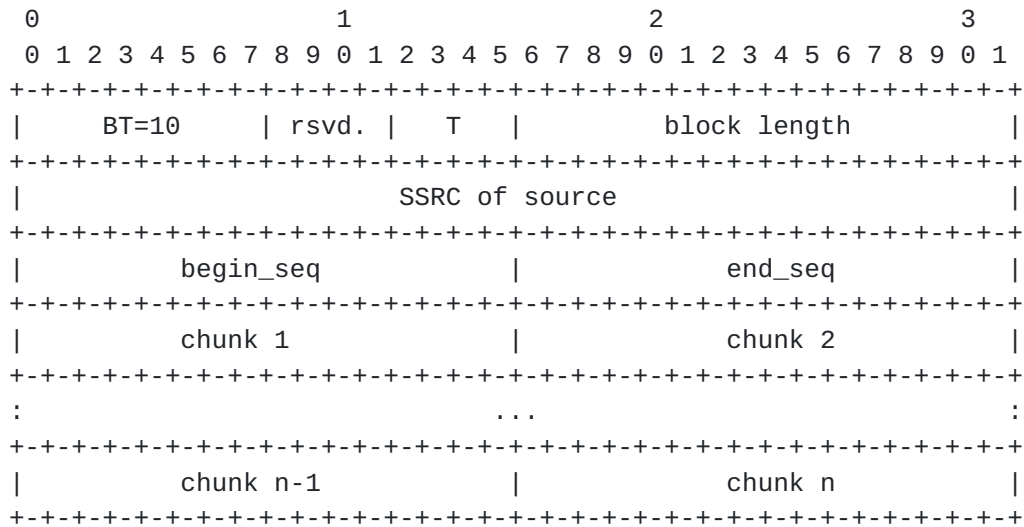 0                   1                   2                   3
 0 1 2 3 4 5 6 7 8 9 0 1 2 3 4 5 6 7 8 9 0 1 2 3 4 5 6 7 8 9 0 1
+-+-+-+-+-+-+-+-+-+-+-+-+-+-+-+-+-+-+-+-+-+-+-+-+-+-+-+-+-+-+-+-+
|     BT=10     | rsvd. |   T   |         block length          |
+-+-+-+-+-+-+-+-+-+-+-+-+-+-+-+-+-+-+-+-+-+-+-+-+-+-+-+-+-+-+-+-+
|                        SSRC of source                         |
+-+-+-+-+-+-+-+-+-+-+-+-+-+-+-+-+-+-+-+-+-+-+-+-+-+-+-+-+-+-+-+-+
|          begin_seq            |             end_seq           |
+-+-+-+-+-+-+-+-+-+-+-+-+-+-+-+-+-+-+-+-+-+-+-+-+-+-+-+-+-+-+-+-+
|          chunk 1              |             chunk 2           |
+-+-+-+-+-+-+-+-+-+-+-+-+-+-+-+-+-+-+-+-+-+-+-+-+-+-+-+-+-+-+-+-+
:                              ...                              :
+-+-+-+-+-+-+-+-+-+-+-+-+-+-+-+-+-+-+-+-+-+-+-+-+-+-+-+-+-+-+-+-+
|          chunk n-1            |             chunk n           |
+-+-+-+-+-+-+-+-+-+-+-+-+-+-+-+-+-+-+-+-+-+-+-+-+-+-+-+-+-+-+-+-+